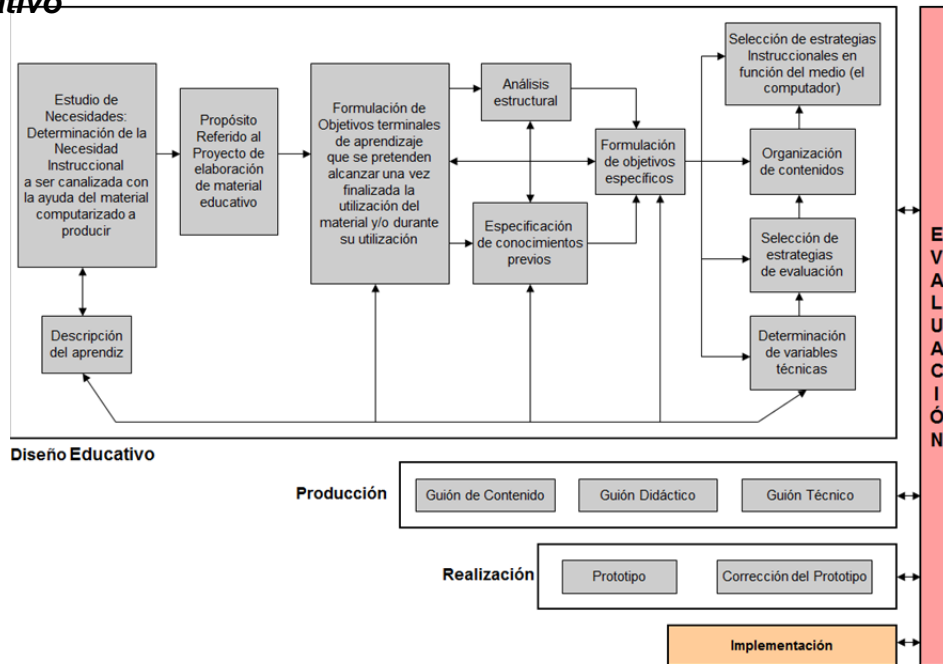 Estudio de
Necesidades:
Determinación de la
Necesidad
Instruccional
a ser canalizada con
la ayuda del material
computarizado a
producir
Propósito
Referido al
Proyecto de
elaboración
de material
educativo
Formulación de
Objetivos terminales
de aprendizaje
que se pretenden
alcanzar una vez
finalizada la
utilización del
material y/o durante
su utilización
Análisis
estructural
Especificación
de conocimientos
previos
Formulación
de objetivos
específicos
Selección de estrategias
Instruccionales en
función del medio (el
computador)
Organización
de contenidos
Selección de
estrategias
de evaluación
Determinación
de variables
técnicas
Descripción
del aprendiz
Diseño Educativo
Producción
Guión de Contenido
Guión Didáctico
Guión Técnico
Realización
Prototipo
Corrección del Prototipo
Implementación
EVALUACIÓN